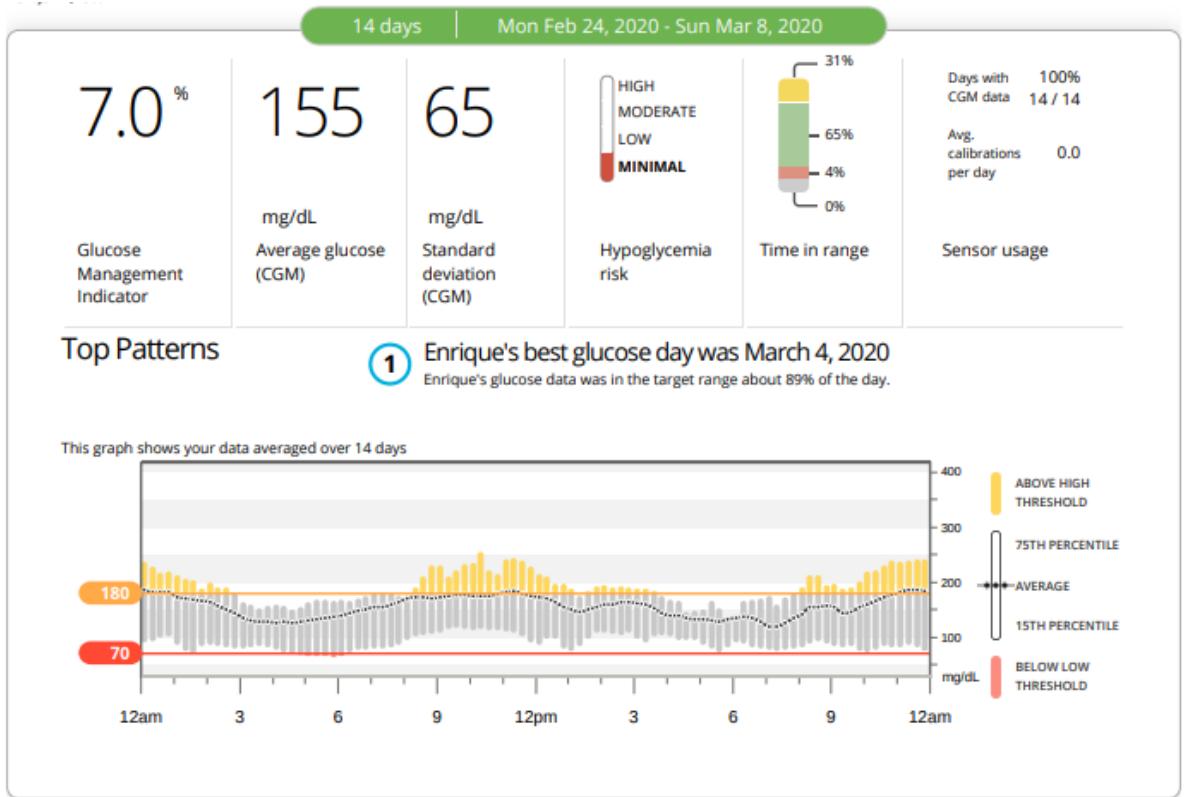 14 days Mon Feb 24, 2020 - Sun Mar 8, 2020
7.0 %
Glucose
Management
Indicator
155
mg/dL
Average glucose
(CGM)
65
mg/dL
Standard
deviation
(CGM)
HIGH
MODERATE
LOW
MINIMAL
Hypoglycemia
risk
31%
65%
4%
0%
Time in range
Days with 100%
CGM data 14 / 14
Avg.
calibrations 0.0
per day
Sensor usage
Top Patterns
1
Enrique's best glucose day was March 4, 2020
Enrique's glucose data was in the target range about 89% of the day.
This graph shows your data averaged over 14 days
180
70
400
300
200
100
mg/dL
12am 3 6 9 12pm 3 6 9 12am
ABOVE HIGH
THRESHOLD
75TH PERCENTILE
AVERAGE
15TH PERCENTILE
BELOW LOW
THRESHOLD